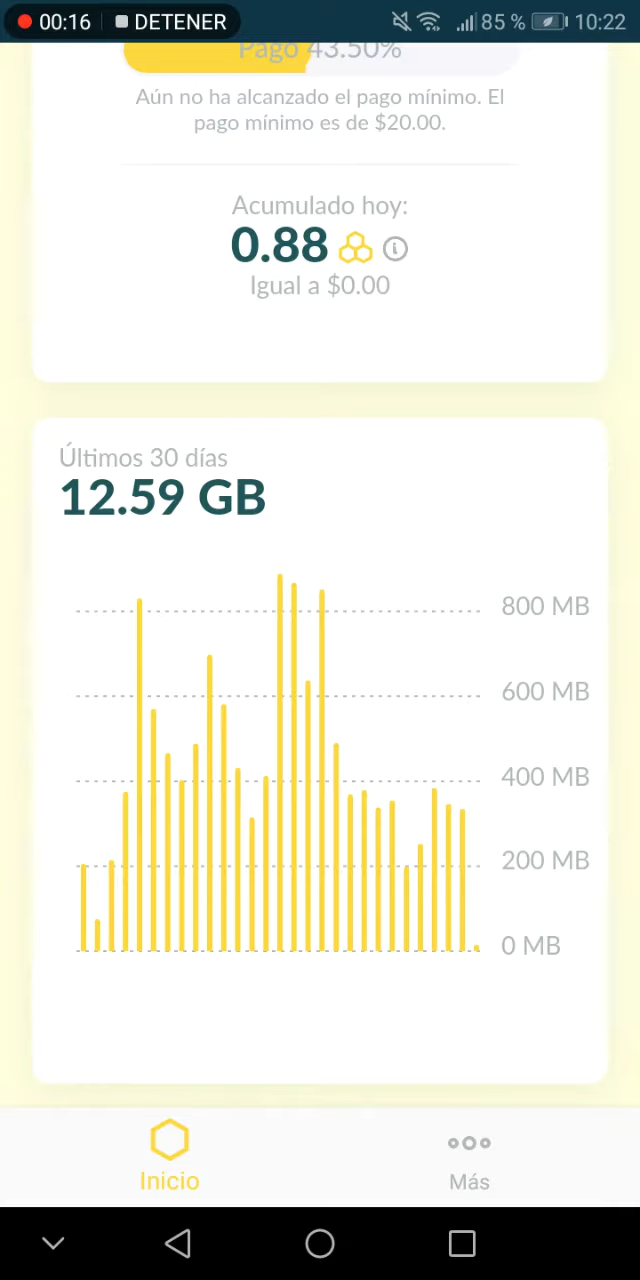 00:16 DETENER 85 % 10:22
Pago 43.50%
Aún no ha alcanzado el pago mínimo. El
pago mínimo es de $20.00.
Acumulado hoy:
0.88
Igual a $0.00
Últimos 30 días
12.59 GB
800 MB
600 MB
400 MB
200 MB
0 MB
Inicio
Más